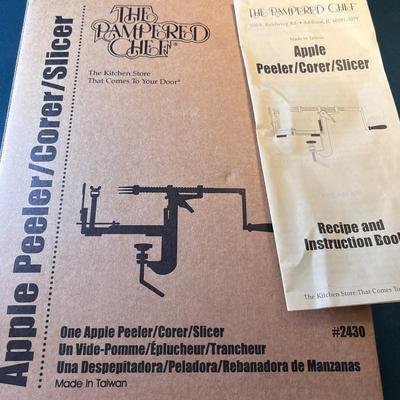 Apple Peeler/Corer/Slicer
THE
PAMPERED
CHEF®
The Kitchen Store
That Comes To Your Door®
One Apple Peeler/Corer/Slicer
#2430
Un Vide-Pomme/Éplucheur/Trancheur
Una Despepitadora/Peladora/Rebanadora de Manzanas
Made in Taiwan
THE PAMPERED CHEF
Addison, IL
Made in Taiwan
Apple
Peeler/Corer/Slicer
Recipe and
Instruction Book
The Kitchen Store That Comes To